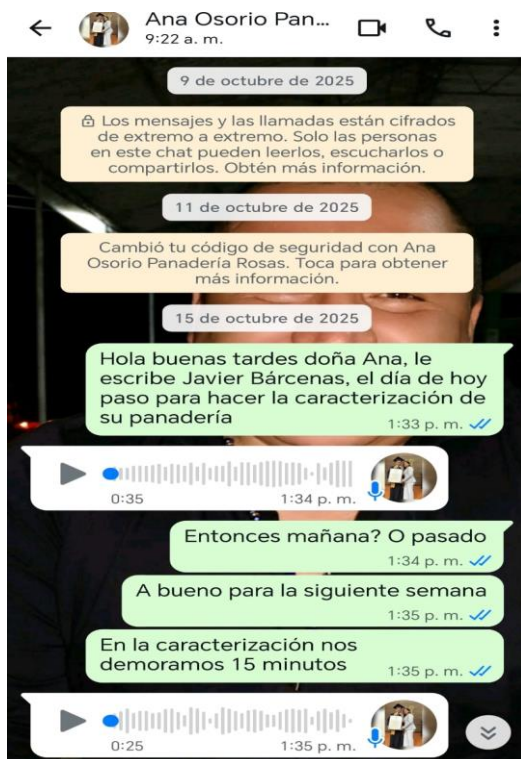 Ana Osorio Pan...
9:22 a. m.
9 de octubre de 2025
Los mensajes y las llamadas están cifrados
de extremo a extremo. Solo las personas
en este chat pueden leerlos, escucharlos o
compartirlos. Obtén más información.
11 de octubre de 2025
Cambió tu código de seguridad con Ana
Osorio Panadería Rosas. Toca para obtener
más información.
15 de octubre de 2025
Hola buenas tardes doña Ana, le
escribe Javier Bárcenas, el día de hoy
paso para hacer la caracterización de
su panadería
1:33 p. m.
0:35 1:34 p. m.
Entonces mañana? O pasado
1:34 p. m.
A bueno para la siguiente semana
1:35 p. m.
En la caracterización nos
demoramos 15 minutos
1:35 p. m.
0:25 1:35 p. m.